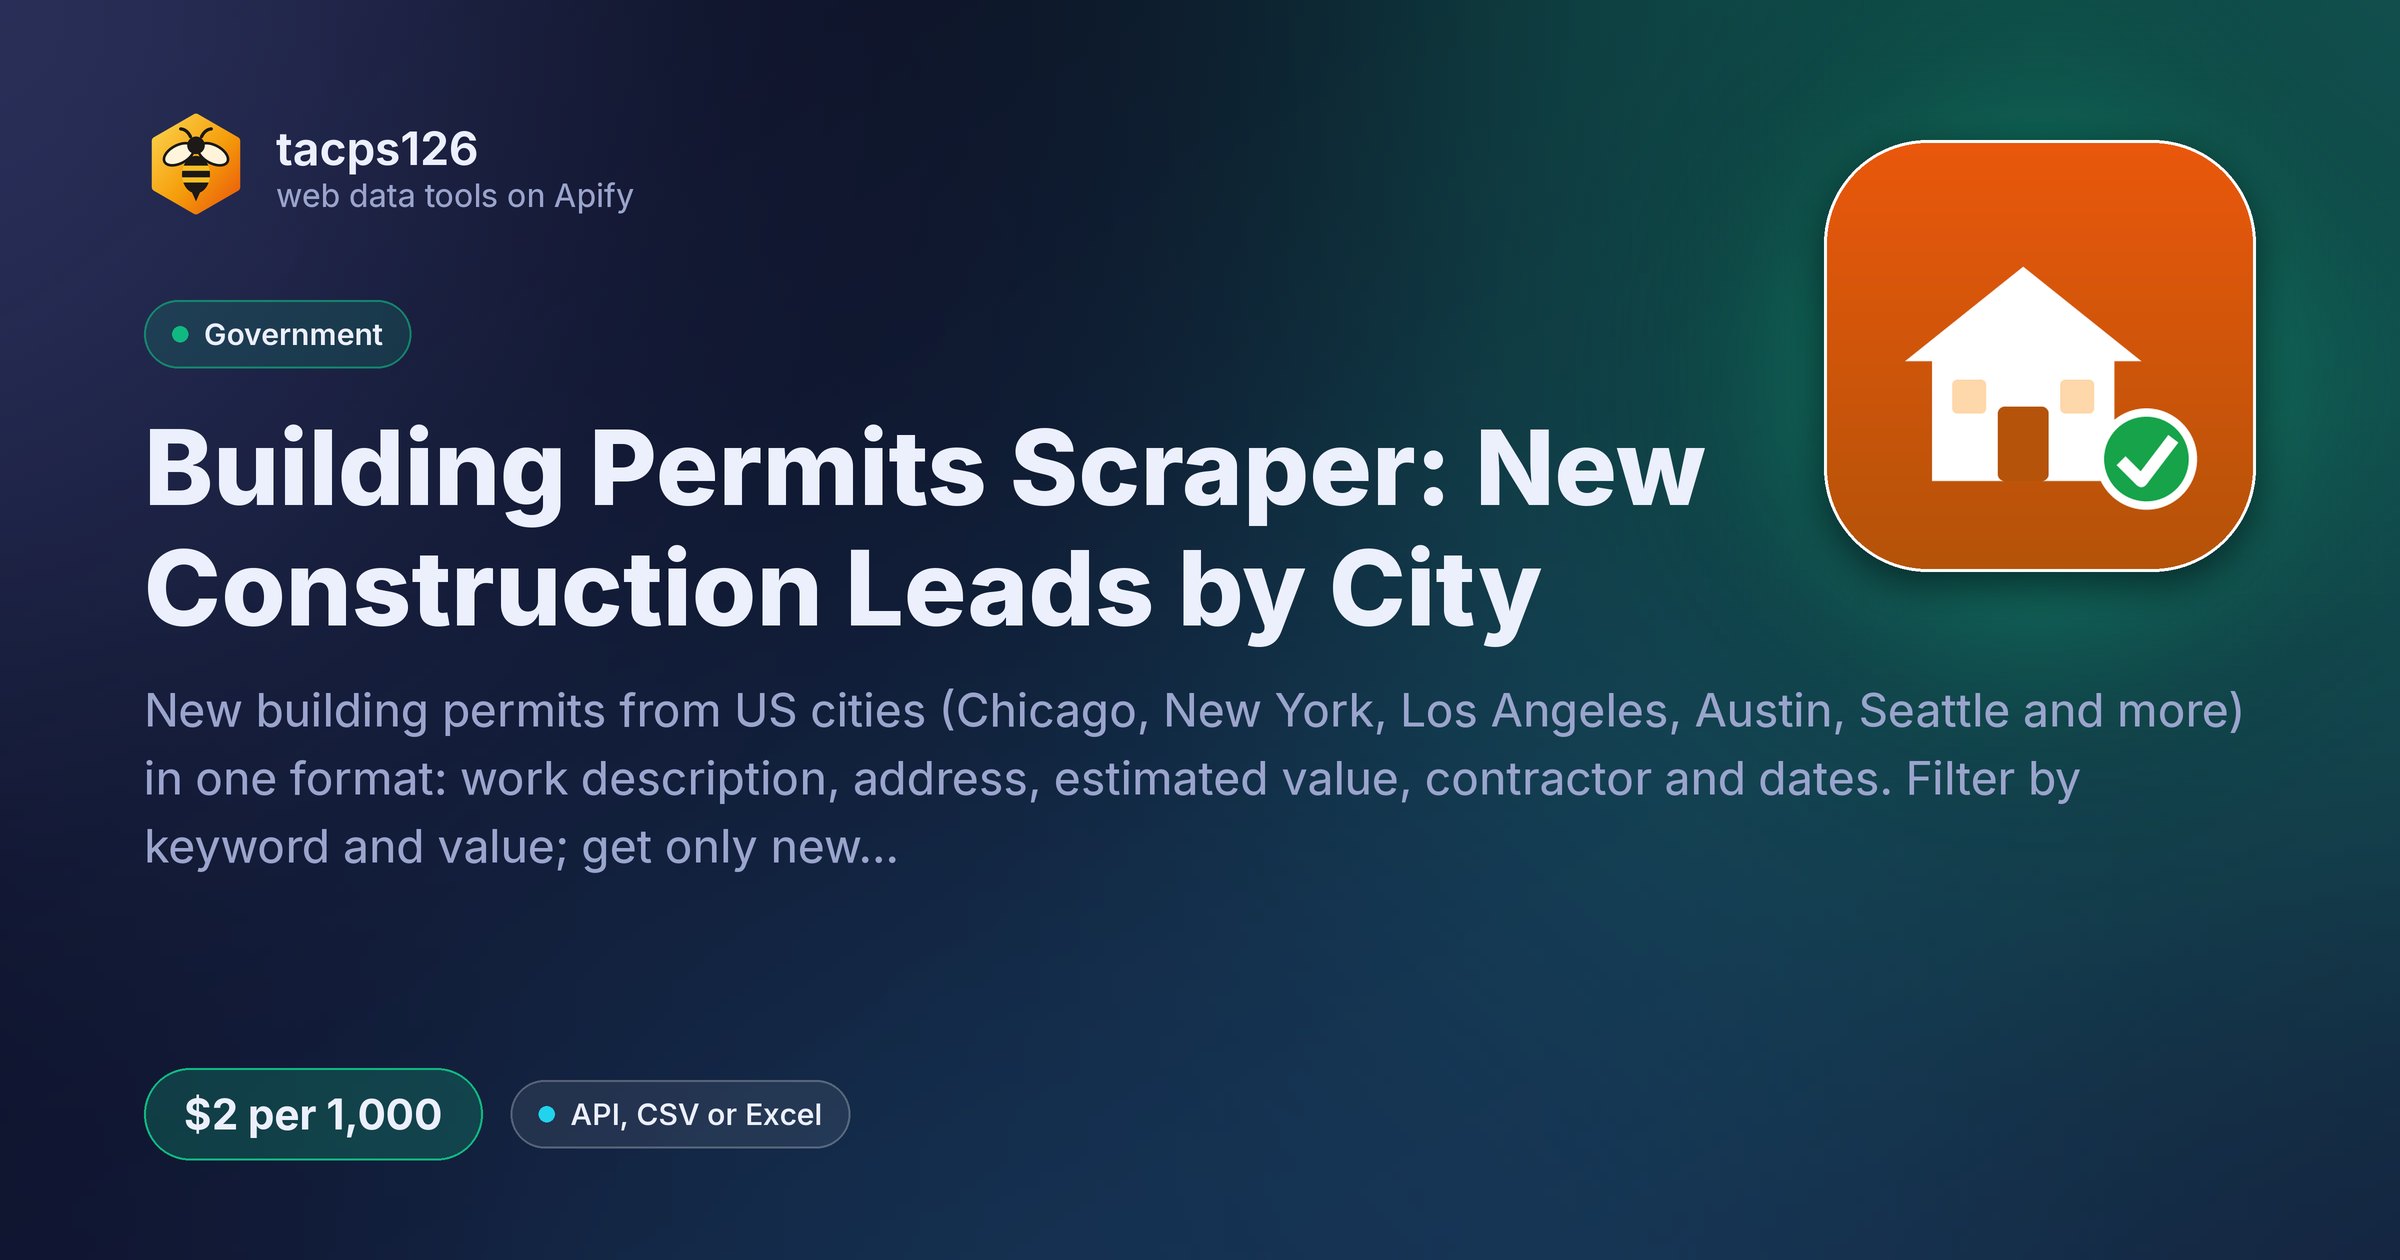 tacps126
web data tools on Apify
Government
Building Permits Scraper: New
Construction Leads by City
New building permits from US cities (Chicago, New York, Los Angeles, Austin, Seattle and more)
in one format: work description, address, estimated value, contractor and dates. Filter by
keyword and value; get only new...
$2 per 1,000
API, CSV or Excel